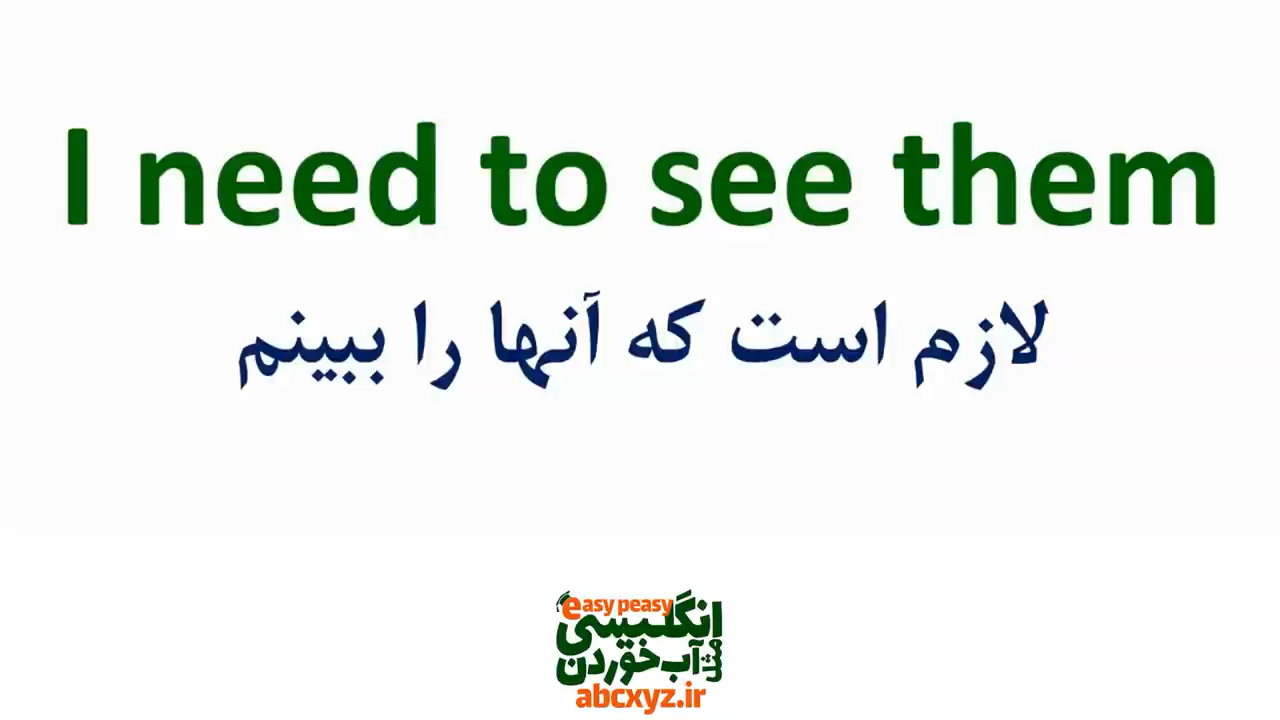 I need to see them
لازم است که آنها را ببینم
easy peasy
انگلیسی
مثل آب خوردن
abcxyz.ir